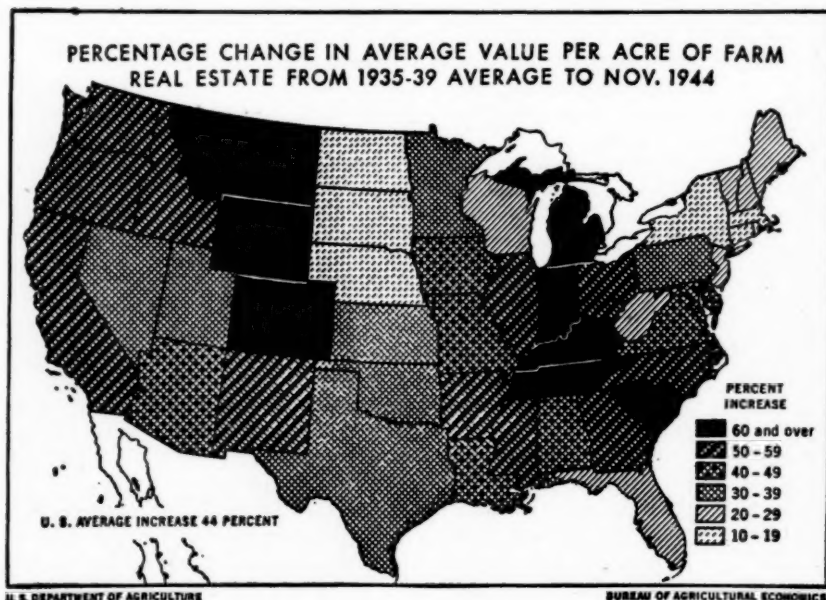 PERCENTAGE CHANGE IN AVERAGE VALUE PER ACRE OF FARM
REAL ESTATE FROM 1935-39 AVERAGE TO NOV. 1944
PERCENT
INCREASE
60 and over
50 - 59
40 - 49
30 - 39
20 - 29
10 - 19
U. S. AVERAGE INCREASE 44 PERCENT
U. S. DEPARTMENT OF AGRICULTURE
BUREAU OF AGRICULTURAL ECONOMICS